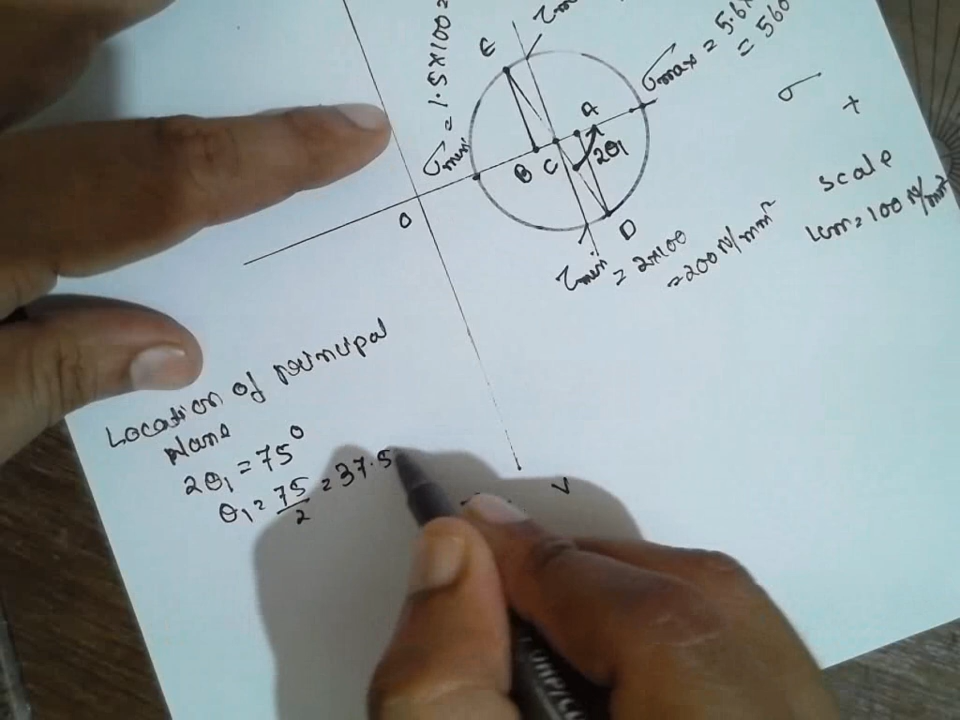 τm
σmax = 5.6×
= 560
σmin = 1.5×100=
E
A
B
C
2θ1
D
O
σ
+
Scale
1cm=100 N/mm²
τmin
= 2×100
=200 N/mm²
Location of principal
plane
2θ1 = 75°
θ1 = 75/2 = 37.5